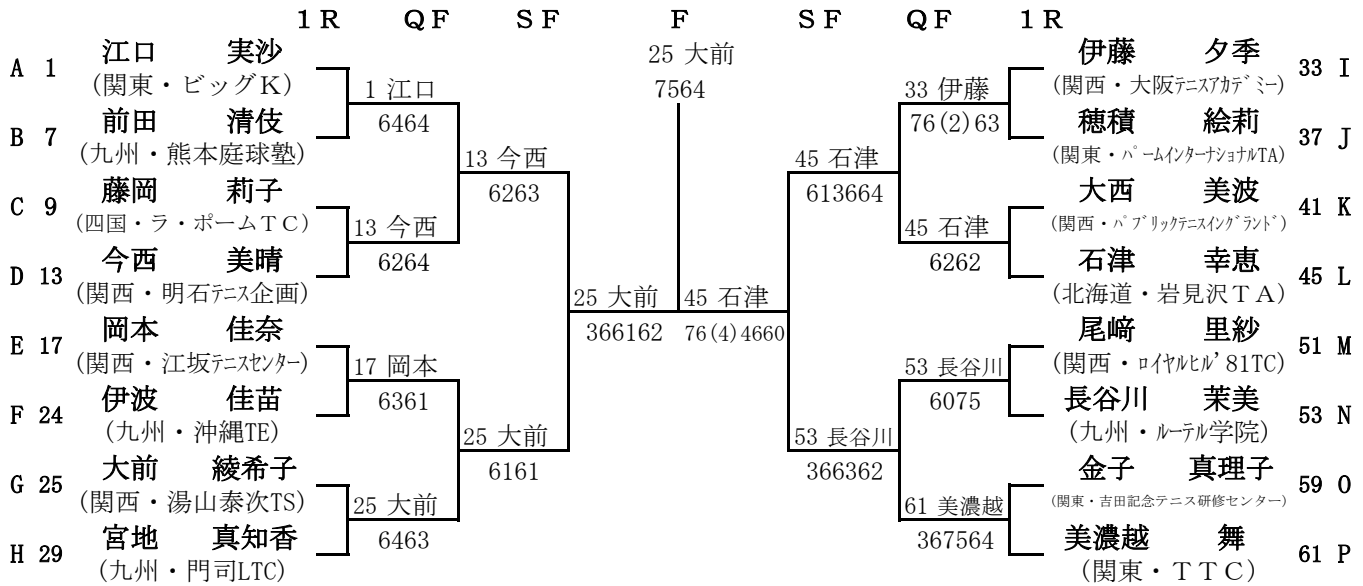 1R QF SF F SF QF 1R
A 1 江口 実沙
(関東・ビッグK)
B 7 前田 清伎
(九州・熊本庭球塾)
C 9 藤岡 莉子
(四国・ラ・ポームTC)
D 13 今西 美晴
(関西・明石テニス企画)
E 17 岡本 佳奈
(関西・江坂テニスセンター)
F 24 伊波 佳苗
(九州・沖縄TE)
G 25 大前 綾希子
(関西・湯山泰次TS)
H 29 宮地 真知香
(九州・門司LTC)
1 江口
6464
13 今西
6264
17 岡本
6361
25 大前
6463
13 今西
6263
25 大前
6161
25 大前
366162
25 大前
7564
45 石津
76(4)4660
45 石津
613664
53 長谷川
366362
33 伊藤
76(2)63
45 石津
6262
53 長谷川
6075
61 美濃越
367564
伊藤 夕季 33 I
(関西・大阪テニスアカデミー)
穂積 絵莉 37 J
(関東・パームインターナショナルTA)
大西 美波 41 K
(関西・パブリックテニスイングランド)
石津 幸恵 45 L
(北海道・岩見沢TA)
尾﨑 里紗 51 M
(関西・ロイヤルヒル'81TC)
長谷川 茉美 53 N
(九州・ルーテル学院)
金子 真理子 59 O
(関東・吉田記念テニス研修センター)
美濃越 舞 61 P
(関東・TTC)